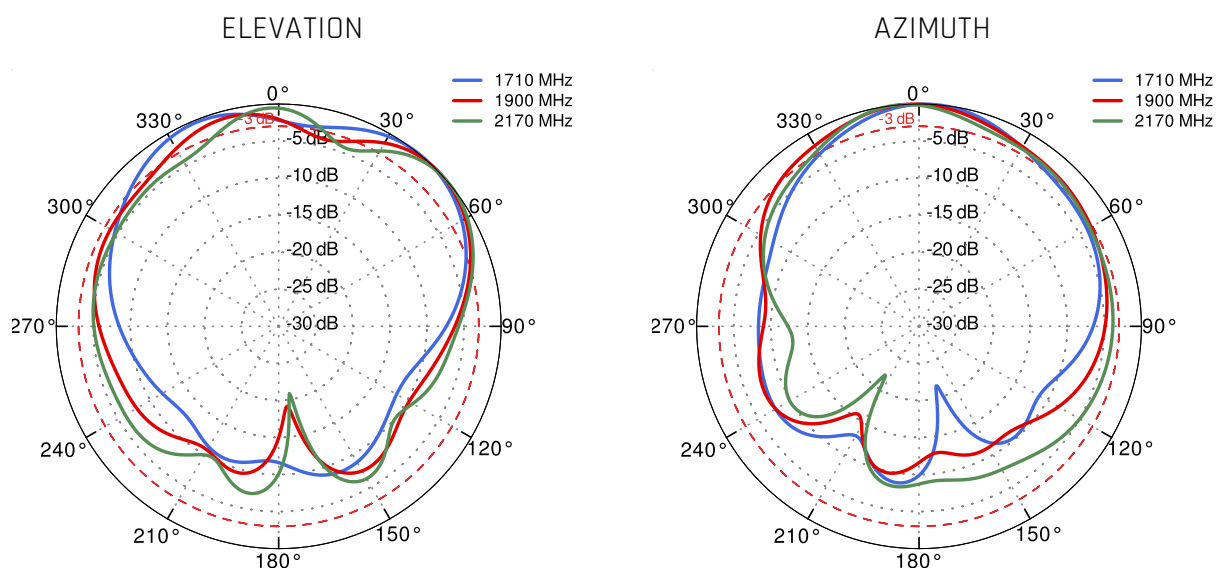 ELEVATION
1710 MHz
1900 MHz
2170 MHz
0°
330°
30°
-3 dB
-5 dB
-10 dB
300°
60°
-15 dB
-20 dB
-25 dB
-30 dB
270°
90°
240°
120°
210°
150°
180°
AZIMUTH
1710 MHz
1900 MHz
2170 MHz
0°
330°
30°
-3 dB
-5 dB
-10 dB
300°
60°
-15 dB
-20 dB
-25 dB
-30 dB
270°
90°
240°
120°
210°
150°
180°